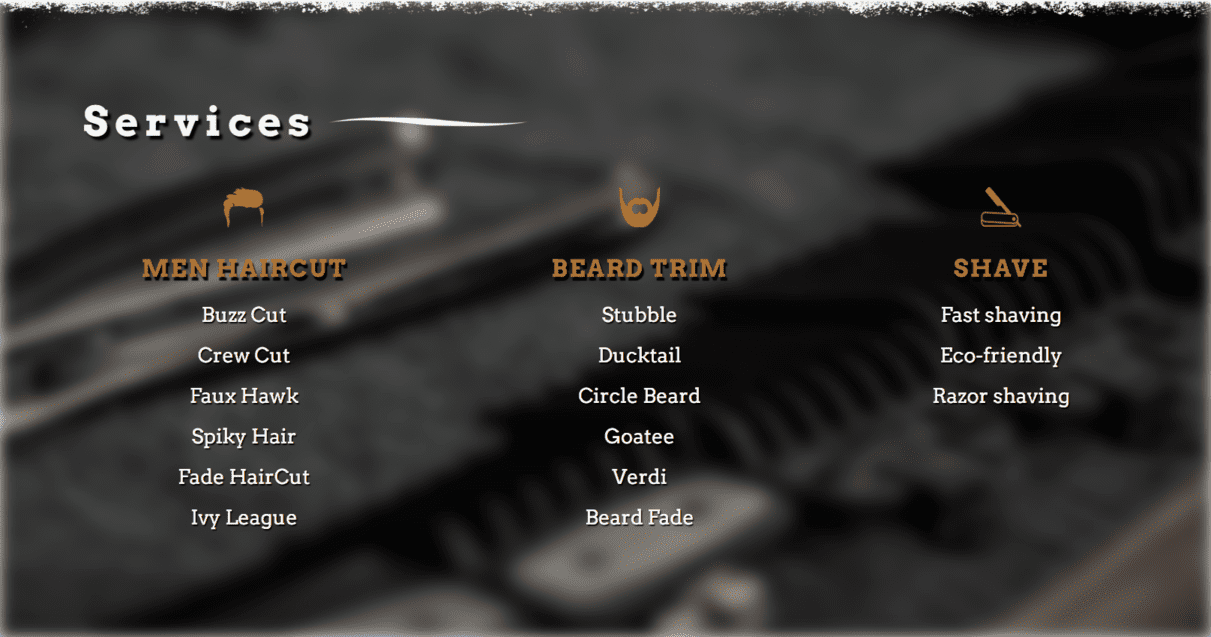 Services
MEN HAIRCUT
Buzz Cut
Crew Cut
Faux Hawk
Spiky Hair
Fade HairCut
Ivy League
BEARD TRIM
Stubble
Ducktail
Circle Beard
Goatee
Verdi
Beard Fade
SHAVE
Fast shaving
Eco-friendly
Razor shaving